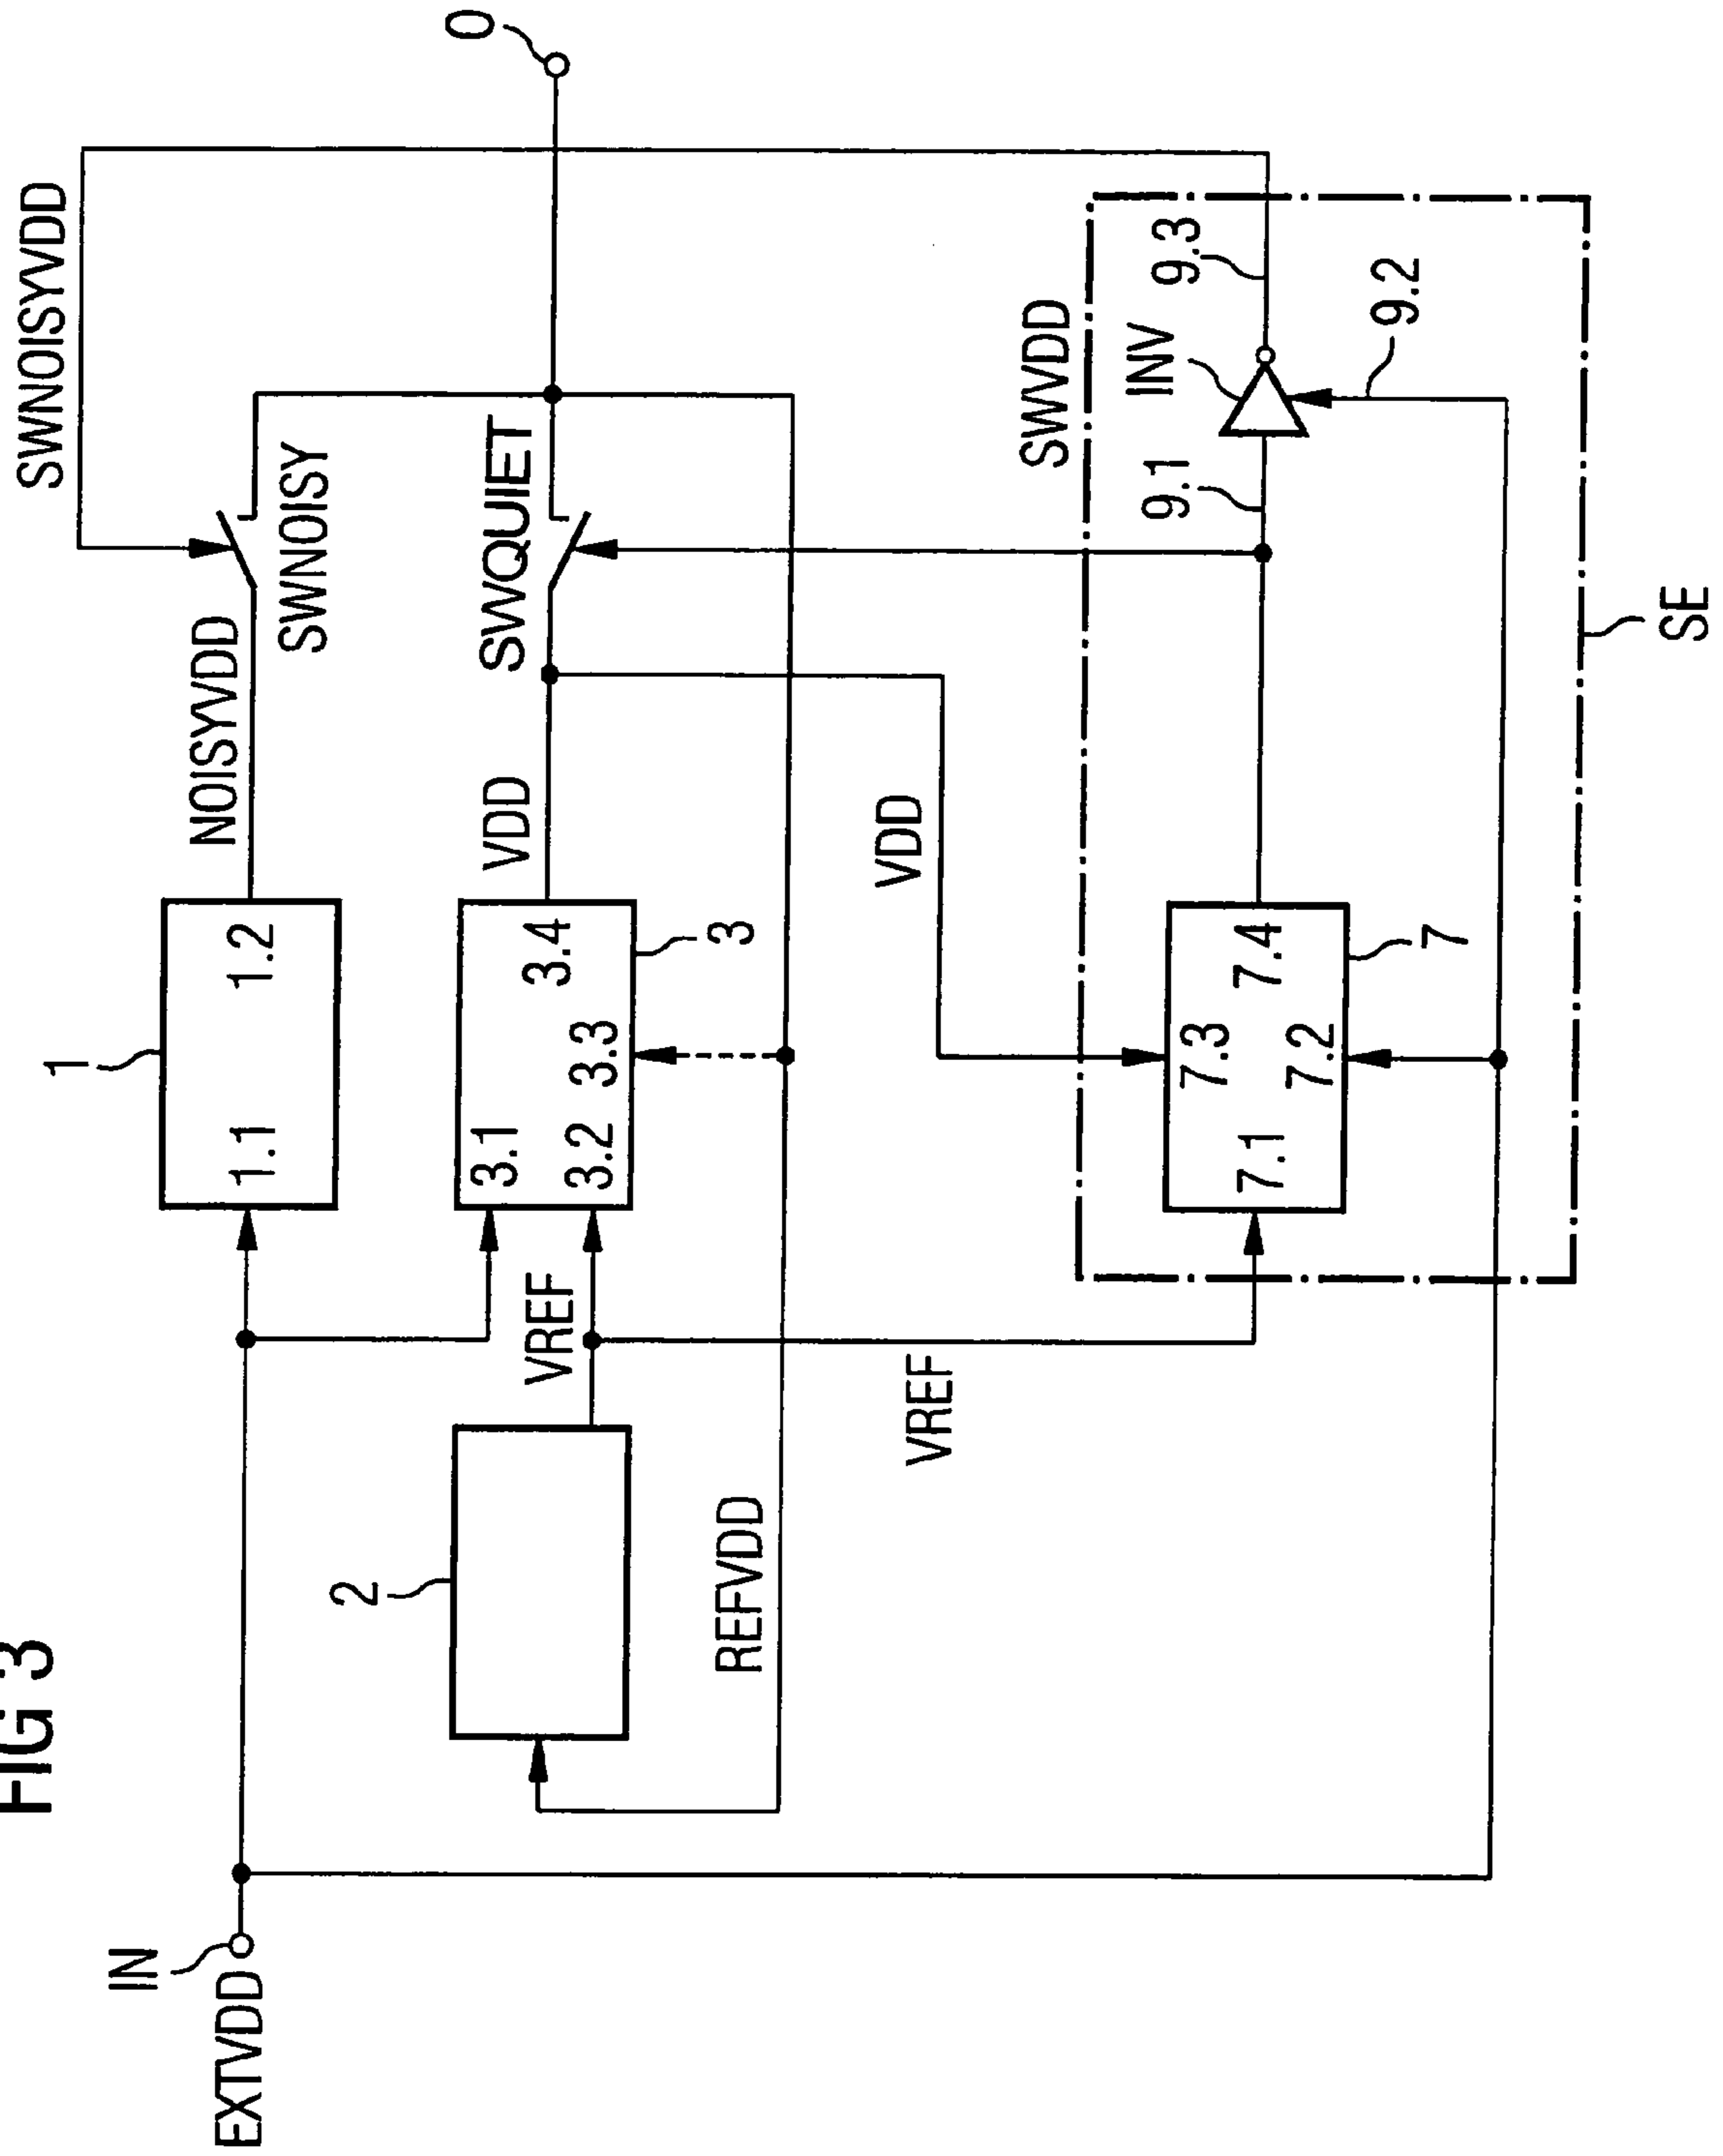 FIG 3
SWNOISYVDD
O
1
NOISYVDD
SWNOISY
IN
EXTVDD
1.1
1.2
2
VREF
3.1
3.2
3.3
3.4
3
VDD
SWQUIET
REFVDD
VREF
VDD
SWVDD
7.1
7.3
7.2
7.4
7
9.1
INV
9.3
9.2
SE